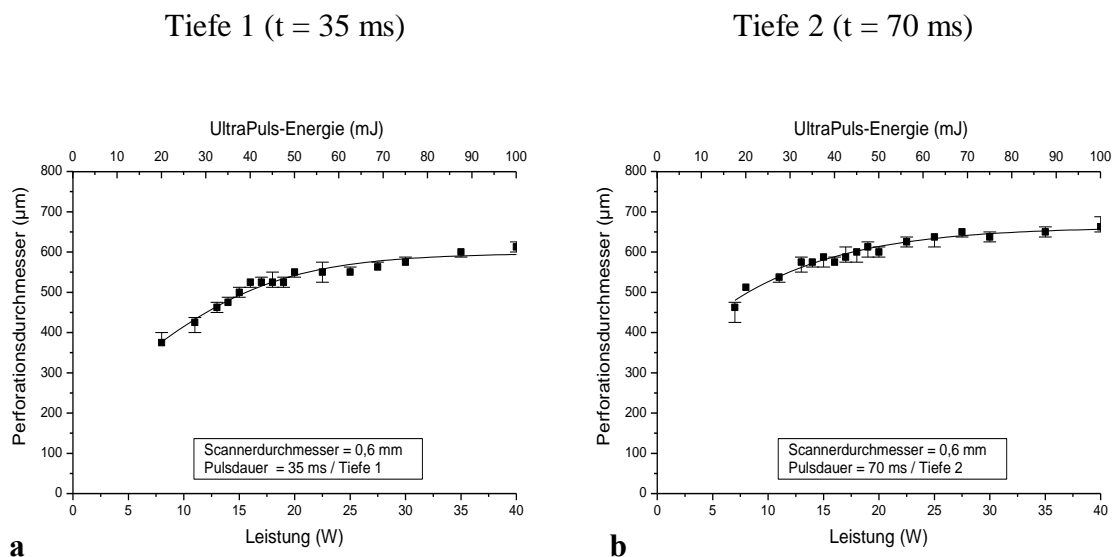 Tiefe 1 (t = 35 ms)
Tiefe 2 (t = 70 ms)
UltraPuls-Energie (mJ)
0 10 20 30 40 50 60 70 80 90 100
800
700
600
500
400
300
200
100
0
Perforationsdurchmesser (µm)
Scannerdurchmesser = 0,6 mm
Pulsdauer = 35 ms / Tiefe 1
0 5 10 15 20 25 30 35 40
Leistung (W)
a
UltraPuls-Energie (mJ)
0 10 20 30 40 50 60 70 80 90 100
800
700
600
500
400
300
200
100
0
Perforationsdurchmesser (µm)
Scannerdurchmesser = 0,6 mm
Pulsdauer = 70 ms / Tiefe 2
0 5 10 15 20 25 30 35 40
Leistung (W)
b